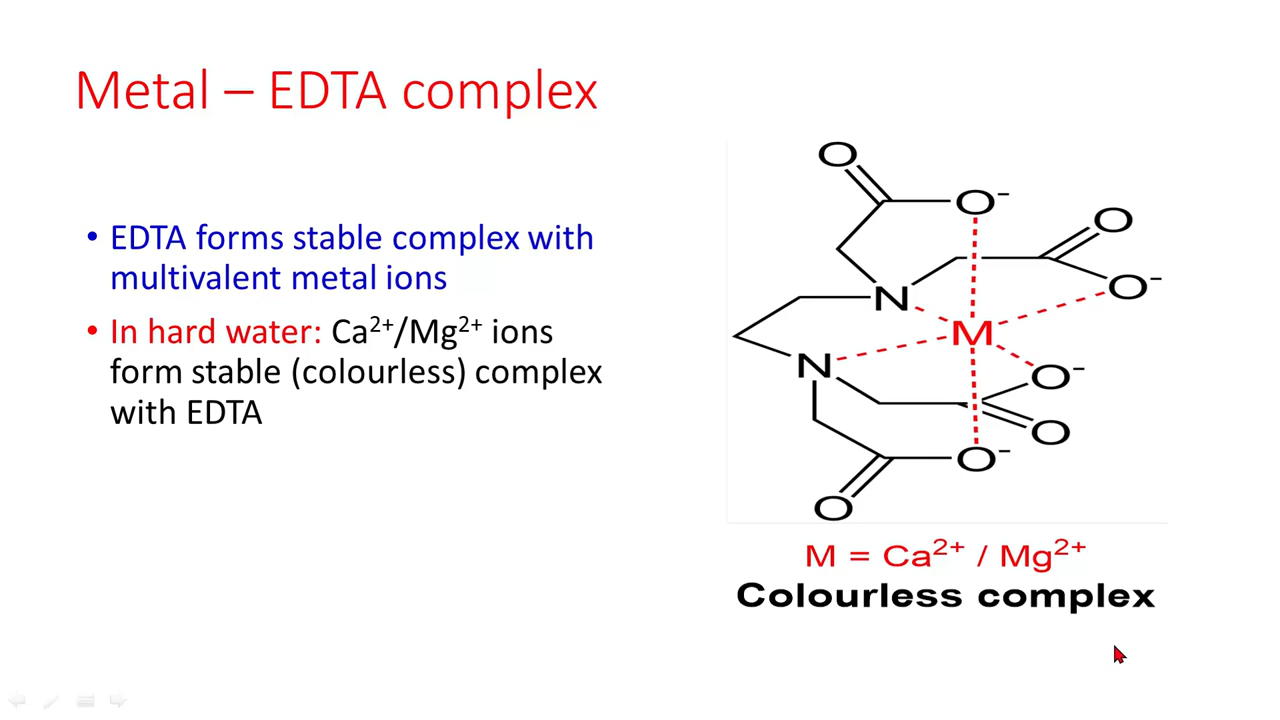 Metal – EDTA complex
• EDTA forms stable complex with
multivalent metal ions
• In hard water: Ca²⁺/Mg²⁺ ions
form stable (colourless) complex
with EDTA
O
O⁻
O
N
O⁻
M
N
O⁻
O
O⁻
O
M = Ca²⁺ / Mg²⁺
Colourless complex